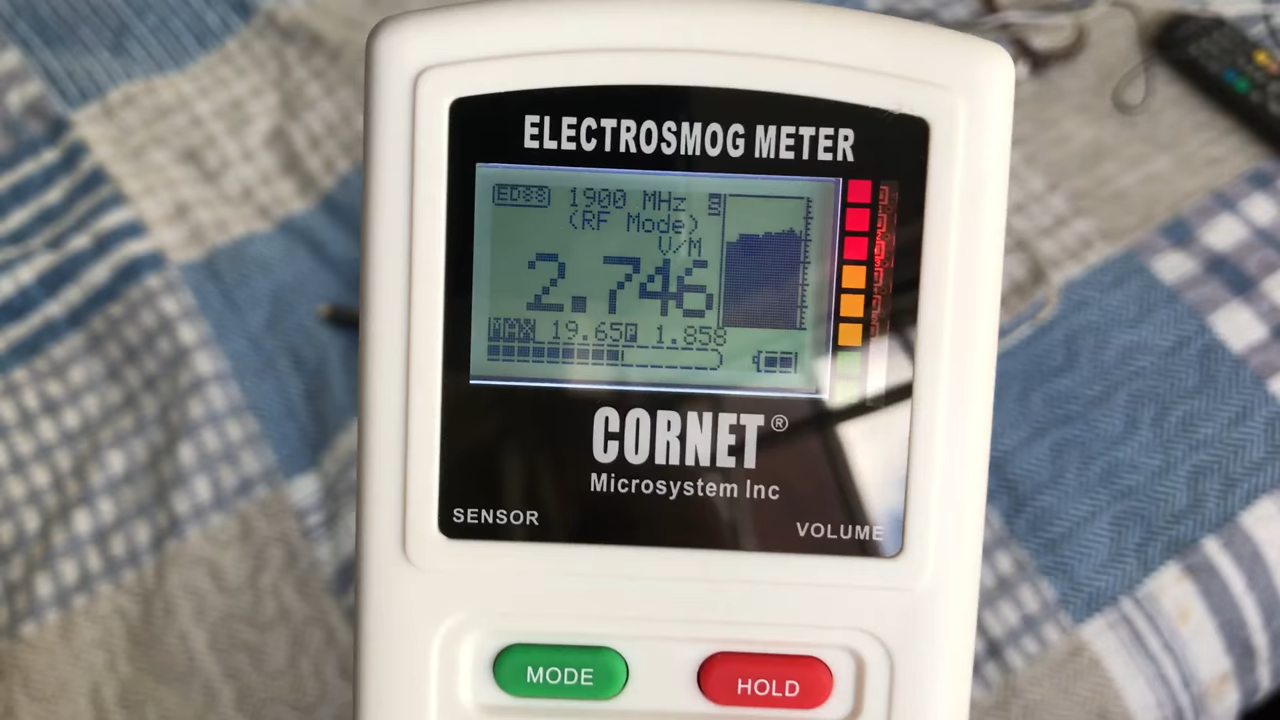 ELECTROSMOG METER
ED88 1900 MHz
(RF Mode)
V/M
2.746
MAX 19.65 P 1.858
CORNET®
Microsystem Inc
SENSOR
VOLUME
MODE
HOLD